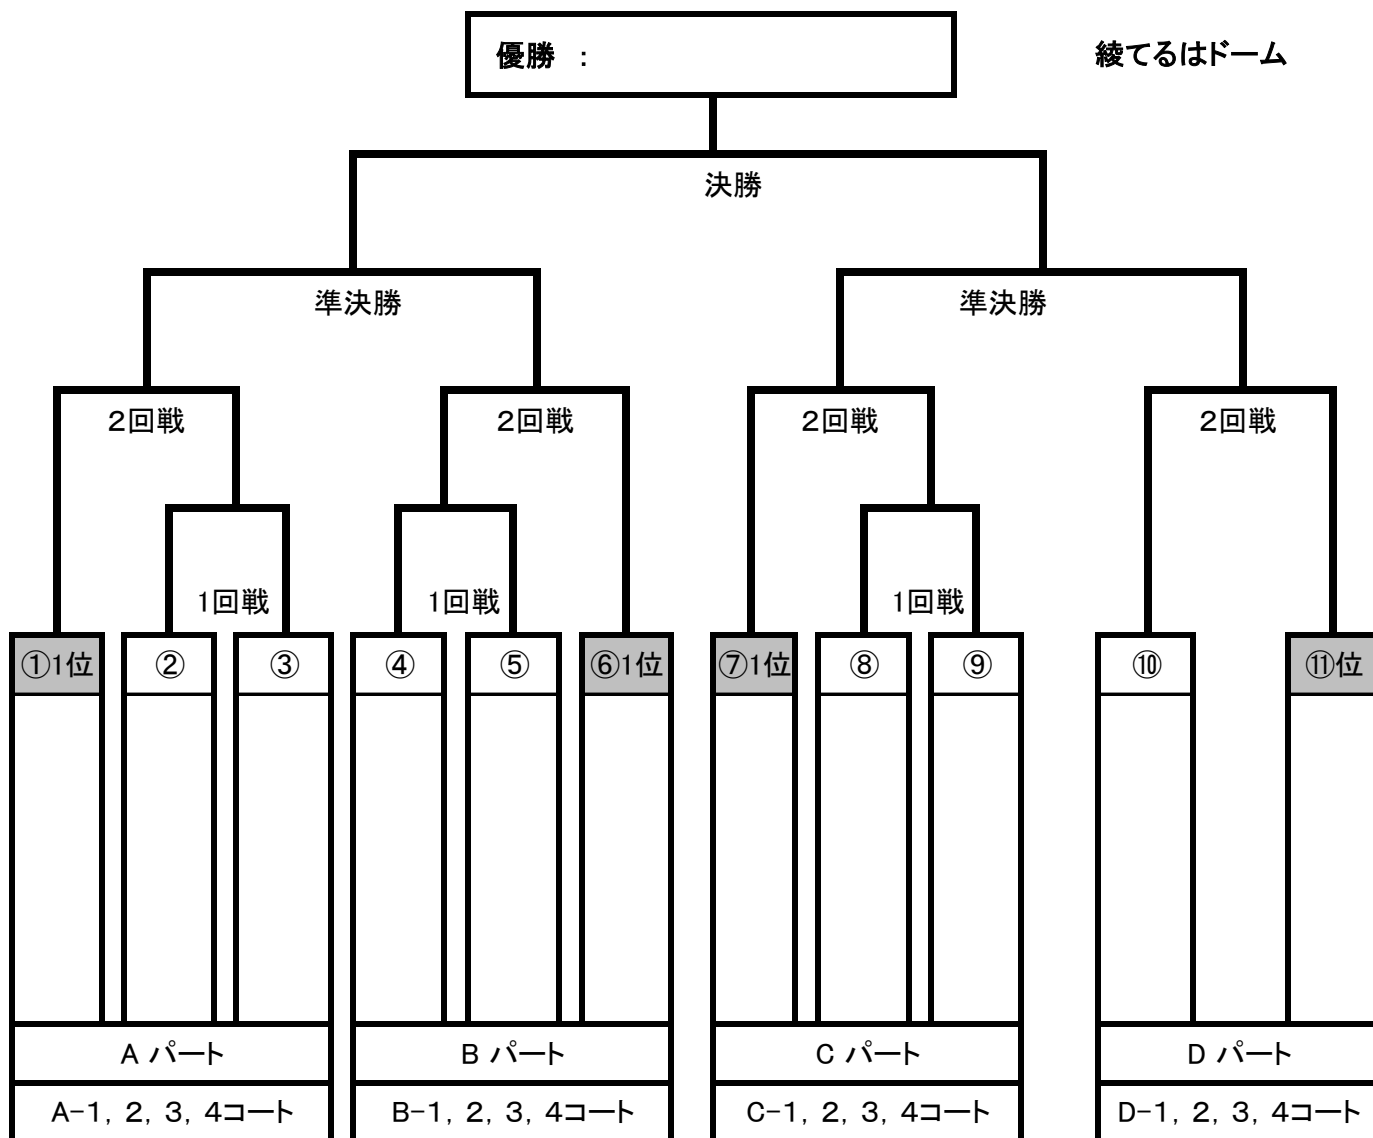 優勝 :
綾てるはドーム
決勝
準決勝 準決勝
2回戦 2回戦 2回戦 2回戦
1回戦 1回戦 1回戦
①1位 ② ③ ④ ⑤ ⑥1位 ⑦1位 ⑧ ⑨ ⑩ ⑪位
A パート B パート C パート D パート
A-1, 2, 3, 4コート B-1, 2, 3, 4コート C-1, 2, 3, 4コート D-1, 2, 3, 4コート